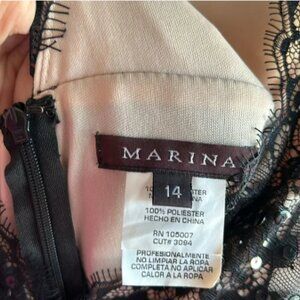 MARINA
14
100% POLIESTER
HECHO EN CHINA
RN 105007
CUT# 3094
PROFESIONALMENTE
NO LIMPIAR LA ROPA
COMPLETA NO APLICAR
CALOR A LA ROPA